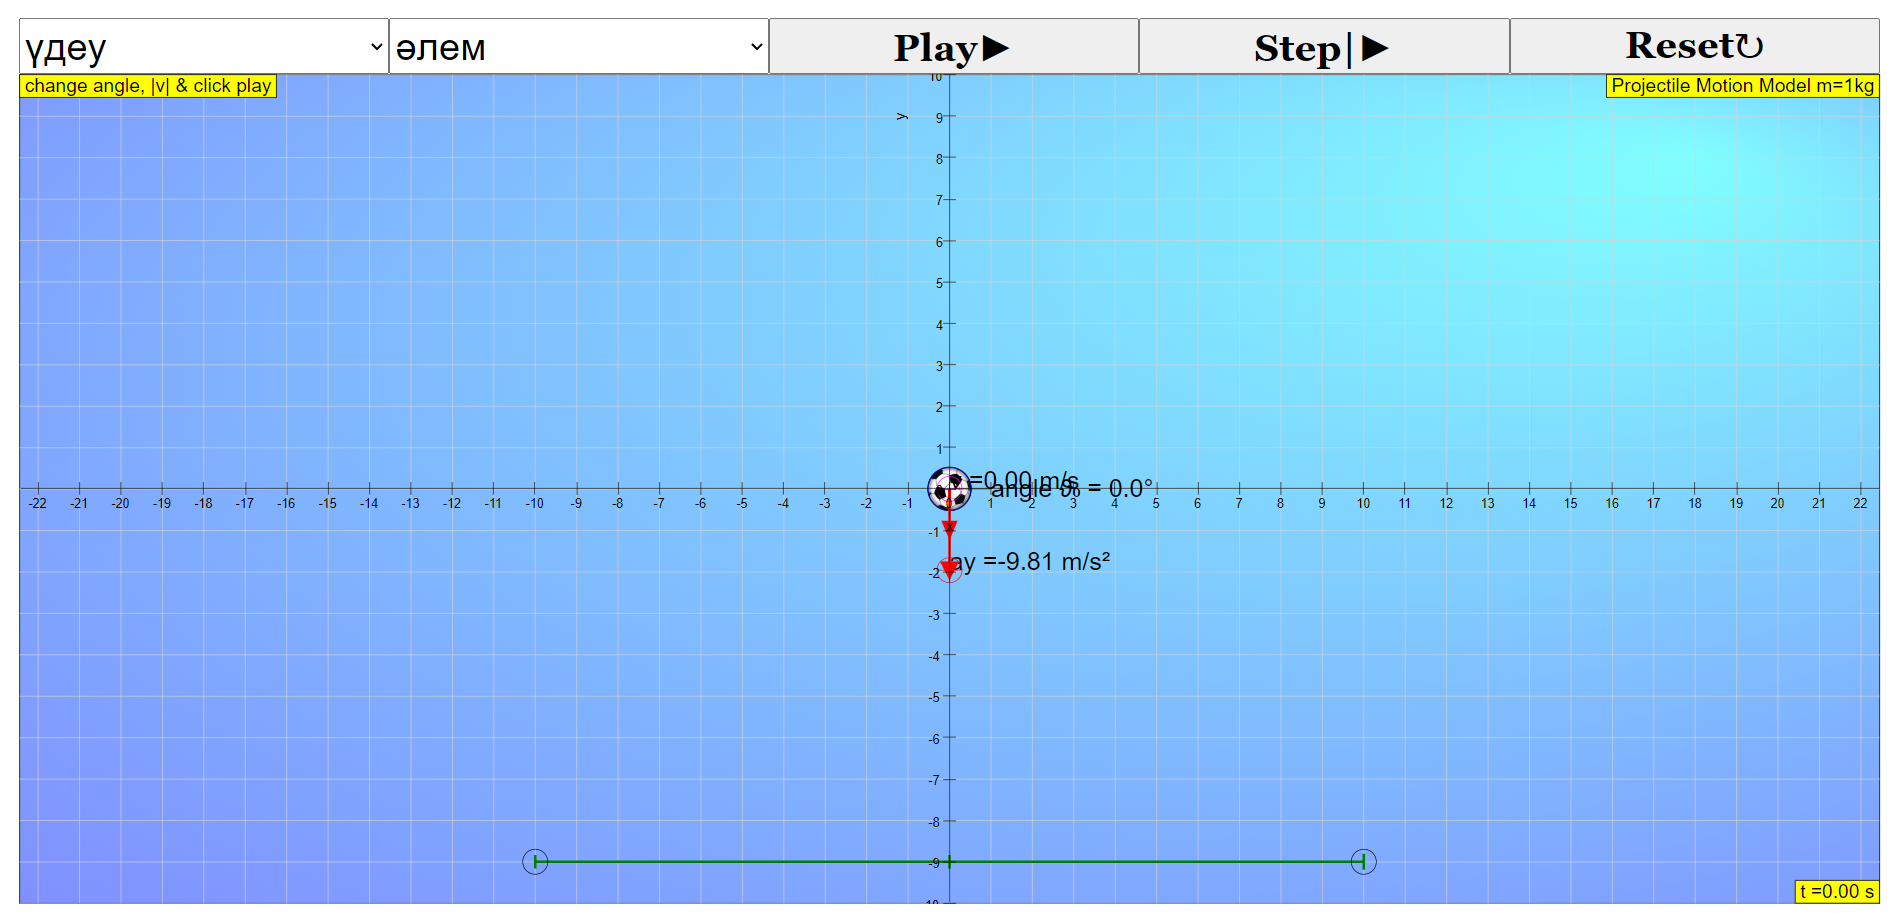 үдеу әлем Play▶ Step|▶ Reset↻
change angle, |v| & click play
Projectile Motion Model m=1kg
10
y
9
8
7
6
5
4
3
2
1
=0.00 m/s
angle = 0.0°
-22 -21 -20 -19 -18 -17 -16 -15 -14 -13 -12 -11 -10 -9 -8 -7 -6 -5 -4 -3 -2 -1 1 2 3 4 5 6 7 8 9 10 11 12 13 14 15 16 17 18 19 20 21 22
-1
x
ay =-9.81 m/s²
-2
-3
-4
-5
-6
-7
-8
-9
t =0.00 s